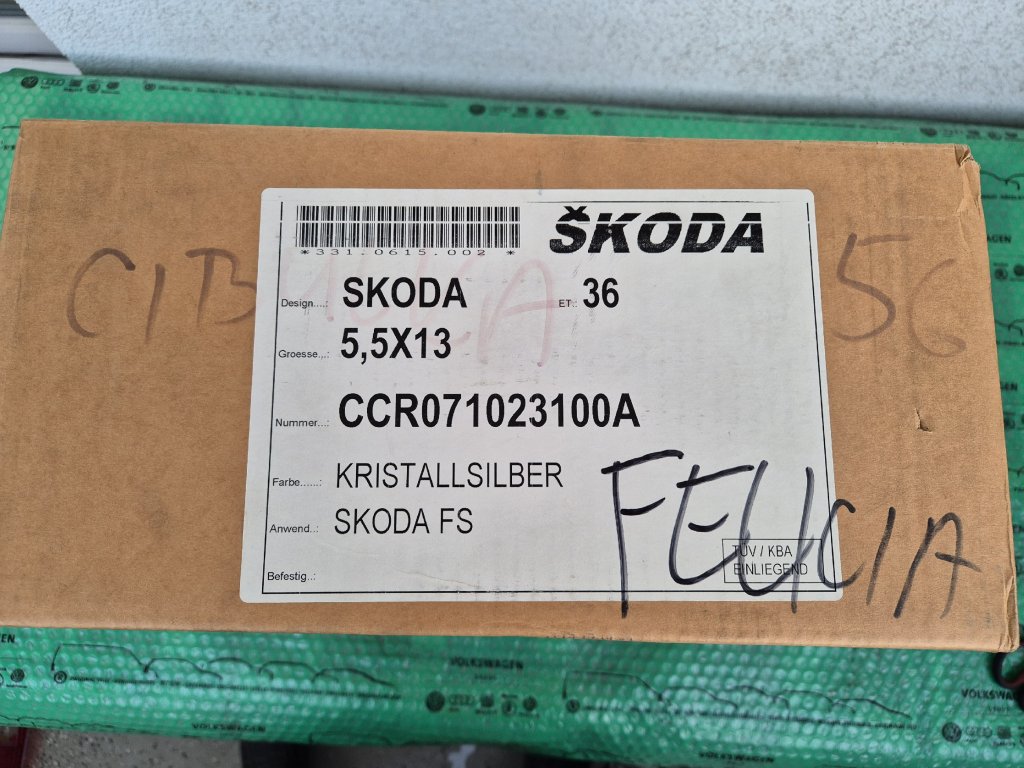 *331.0615.002 *
ŠKODA
Design....: SKODA ET.: 36
Groesse..: 5,5X13
Nummer...: CCR071023100A
Farbe......: KRISTALLSILBER
Anwend..: SKODA FS
Befestig..:
TÜV / KBA
EINLIEGEND
FELICIA
56
VOLKSWAGEN